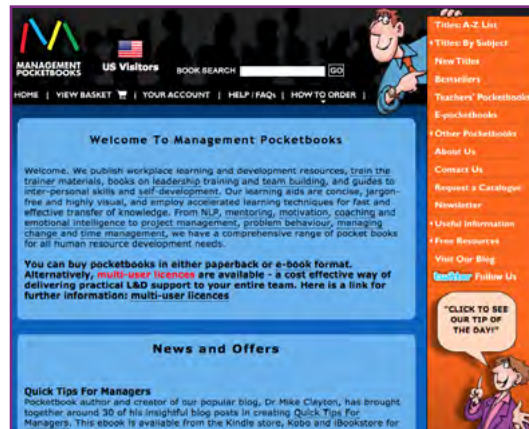 MANAGEMENT
POCKETBOOKS
US Visitors
BOOK SEARCH
GO
HOME | VIEW BASKET | YOUR ACCOUNT | HELP / FAQs | HOW TO ORDER |
Welcome To Management Pocketbooks
Welcome. We publish workplace learning and development resources, train the
trainer materials, books on leadership training and team building, and guides to
inter-personal skills and self-development. Our learning aids are concise, jargon-
free and highly visual, and employ accelerated learning techniques for fast and
effective transfer of knowledge. From NLP, mentoring, motivation, coaching and
emotional intelligence to project management, problem behaviour, managing
change and time management, we have a comprehensive range of pocket books
for all human resource development needs.
You can buy pocketbooks in either paperback or e-book format.
Alternatively, multi-user licences are available - a cost effective way of
delivering practical L&D support to your entire team. Here is a link for
further information: multi-user licences
News and Offers
Quick Tips For Managers
Pocketbook author and creator of our popular blog, Dr Mike Clayton, has brought
together around 30 of his insightful blog posts in creating Quick Tips For
Managers. This ebook is available from the Kindle store, Kobo and iBookstore for
Titles: A-Z List
Titles: By Subject
New Titles
Bestsellers
Teachers' Pocketbooks
E-pocketbooks
Other Pocketbooks
About Us
Contact Us
Request a Catalogue
Newsletter
Useful Information
Free Resources
Visit Our Blog
twitter Follow Us
"CLICK TO SEE
OUR TIP OF
THE DAY!"